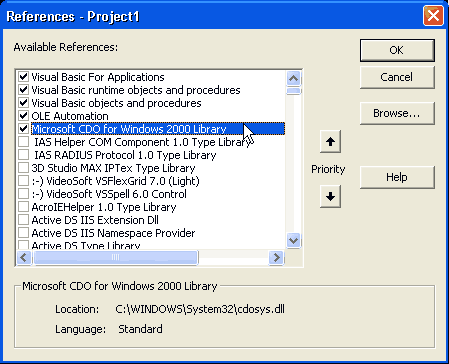 References - Project1
Available References:
OK
Visual Basic For Applications
Visual Basic runtime objects and procedures
Visual Basic objects and procedures
OLE Automation
Microsoft CDO for Windows 2000 Library
IAS Helper COM Component 1.0 Type Library
IAS RADIUS Protocol 1.0 Type Library
3D Studio MAX IPTex Type Library
:-) VideoSoft VSFlexGrid 7.0 (Light)
:-) VideoSoft VSSpell 6.0 Control
AcroIEHelper 1.0 Type Library
Active DS IIS Extension Dll
Active DS IIS Namespace Provider
Active DS Type Library
Cancel
Browse...
Priority
Help
Microsoft CDO for Windows 2000 Library
Location: C:\WINDOWS\System32\cdosys.dll
Language: Standard